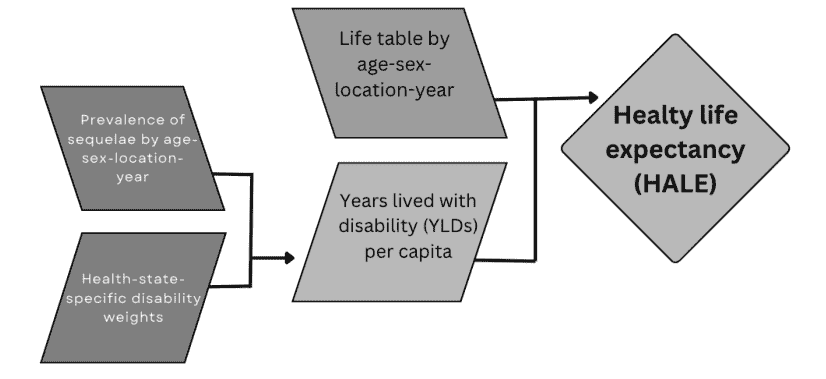 Prevalence of
sequelae by age-
sex-location-
year
Health-state-
specific disability
weights
Life table by
age-sex-
location-year
Years lived with
disability (YLDs)
per capita
Healty life
expectancy
(HALE)